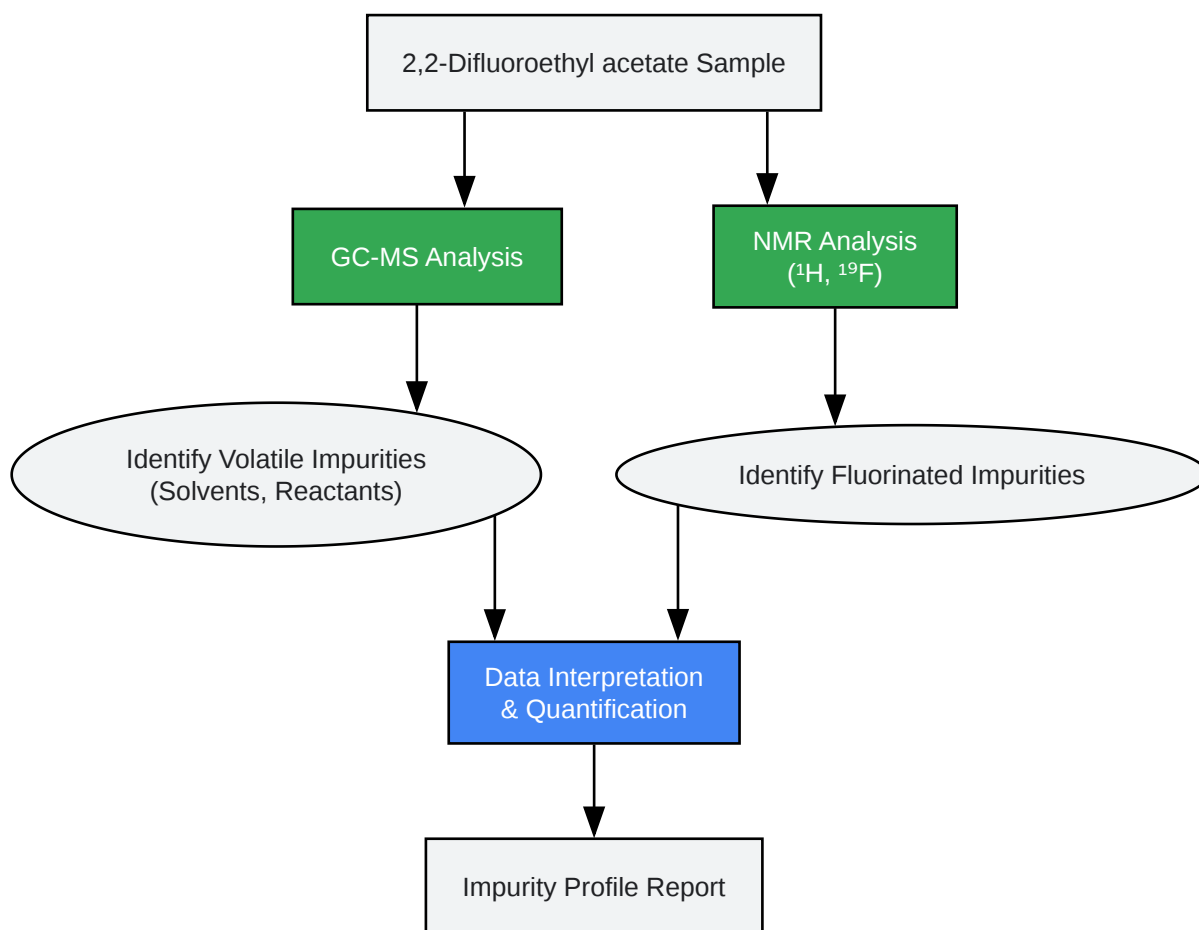 2,2-Difluoroethyl acetate Sample
GC-MS Analysis
NMR Analysis
(¹H, ¹⁹F)
Identify Volatile Impurities
(Solvents, Reactants)
Identify Fluorinated Impurities
Data Interpretation
& Quantification
Impurity Profile Report